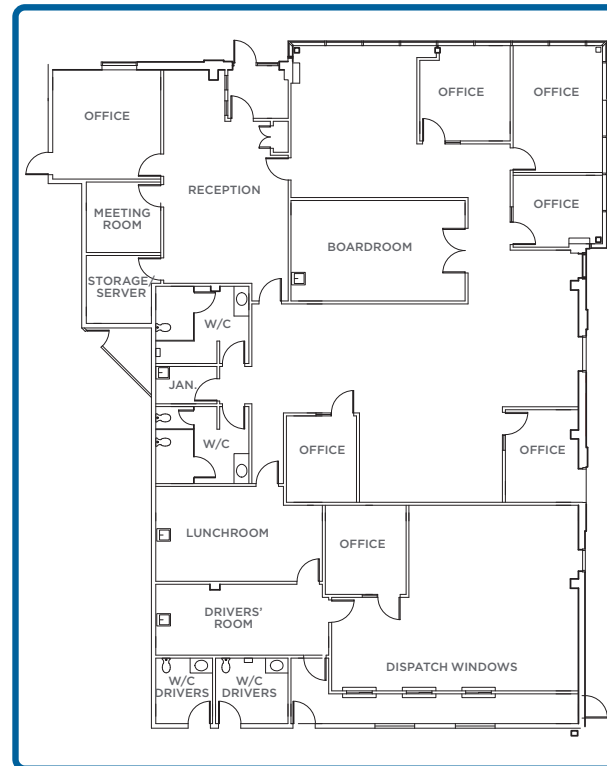 OFFICE
OFFICE
OFFICE
RECEPTION
OFFICE
MEETING
ROOM
BOARDROOM
STORAGE/
SERVER
W/C
JAN.
W/C
OFFICE
OFFICE
LUNCHROOM
OFFICE
DRIVERS'
ROOM
DISPATCH WINDOWS
W/C
DRIVERS
W/C
DRIVERS